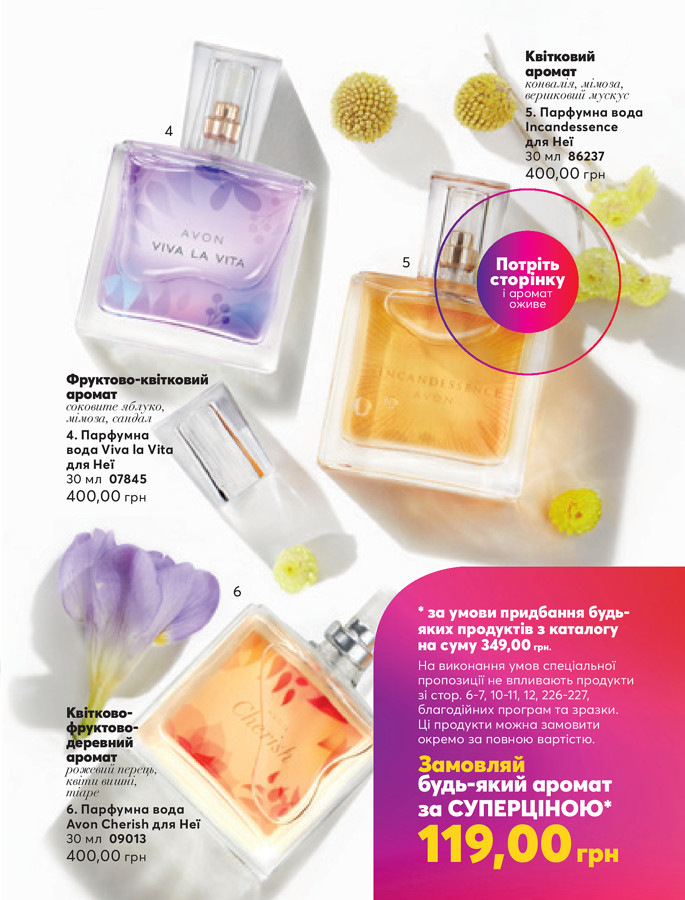 Квітковий
аромат
конвалія, мімоза,
вершковий мускус
5. Парфумна вода
Incandessence
для Неї
30 мл 86237
400,00 грн
4
AVON
VIVA LA VITA
5
Потріть
сторінку
і аромат
оживе
INCANDESSENCE
AVON
Фруктово-квітковий
аромат
соковите яблуко,
мімоза, сандал
4. Парфумна
вода Viva la Vita
для Неї
30 мл 07845
400,00 грн
6
Cherish
Квітково-
фруктово-
деревний
аромат
рожевий перець,
квіти вишні,
тіаре
6. Парфумна вода
Avon Cherish для Неї
30 мл 09013
400,00 грн
* за умови придбання будь-
яких продуктів з каталогу
на суму 349,00 грн.
На виконання умов спеціальної
пропозиції не впливають продукти
зі стор. 6-7, 10-11, 12, 226-227,
благодійних програм та зразки.
Ці продукти можна замовити
окремо за повною вартістю.
Замовляй
будь-який аромат
за СУПЕРЦІНОЮ*
119,00 грн